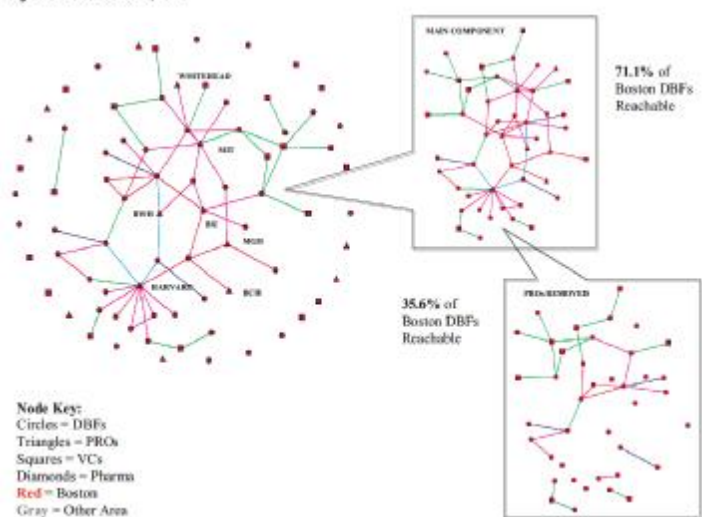 WHITEHEAD
MIT
BWH
BU
MGH
HARVARD
BCH
MAIN COMPONENT
71.1% of
Boston DBFs
Reachable
35.6% of
Boston DBFs
Reachable
PROs REMOVED
Node Key:
Circles = DBFs
Triangles = PROs
Squares = VCs
Diamonds = Pharma
Red = Boston
Gray = Other Area